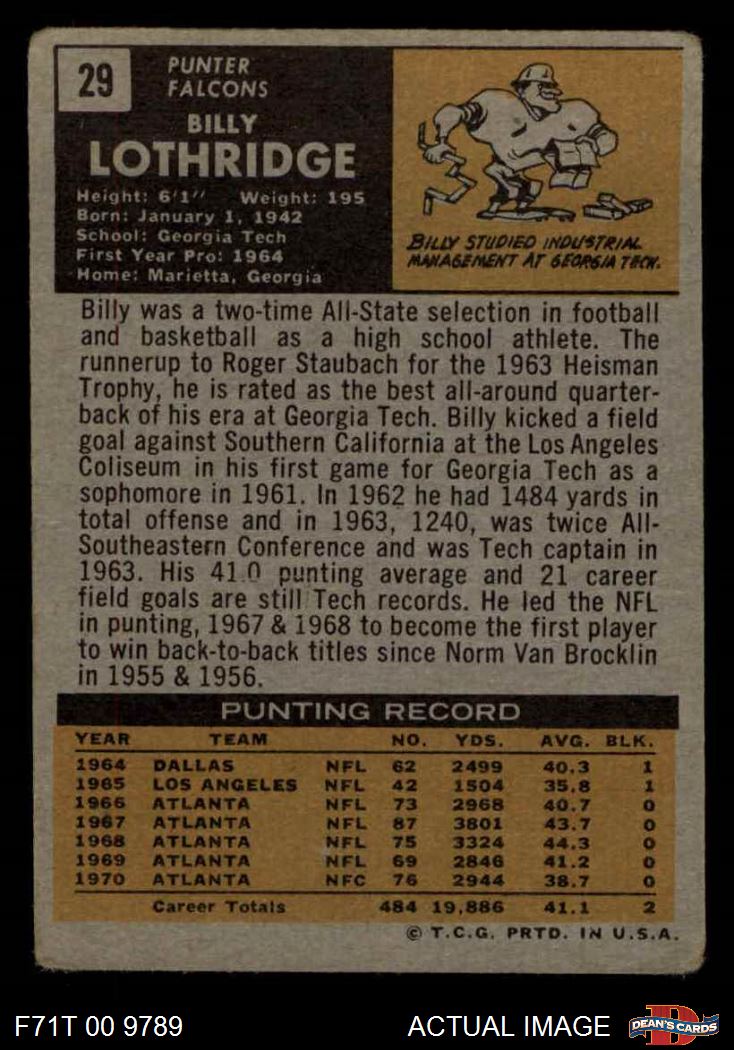 29
PUNTER
FALCONS
BILLY
LOTHRIDGE
Height: 6'1" Weight: 195
Born: January 1, 1942
School: Georgia Tech
First Year Pro: 1964
Home: Marietta, Georgia
BILLY STUDIED INDUSTRIAL
MANAGEMENT AT GEORGIA TECH.
Billy was a two-time All-State selection in football
and basketball as a high school athlete. The
runnerup to Roger Staubach for the 1963 Heisman
Trophy, he is rated as the best all-around quarter-
back of his era at Georgia Tech. Billy kicked a field
goal against Southern California at the Los Angeles
Coliseum in his first game for Georgia Tech as a
sophomore in 1961. In 1962 he had 1484 yards in
total offense and in 1963, 1240, was twice All-
Southeastern Conference and was Tech captain in
1963. His 41.0 punting average and 21 career
field goals are still Tech records. He led the NFL
in punting, 1967 & 1968 to become the first player
to win back-to-back titles since Norm Van Brocklin
in 1955 & 1956.
PUNTING RECORD
YEAR TEAM NO. YDS. AVG. BLK.
1964 DALLAS NFL 62 2499 40.3 1
1965 LOS ANGELES NFL 42 1504 35.8 1
1966 ATLANTA NFL 73 2968 40.7 0
1967 ATLANTA NFL 87 3801 43.7 0
1968 ATLANTA NFL 75 3324 44.3 0
1969 ATLANTA NFL 69 2846 41.2 0
1970 ATLANTA NFC 76 2944 38.7 0
Career Totals 484 19,886 41.1 2
© T.C.G. PRTD. IN U.S.A.
F71T 00 9789 ACTUAL IMAGE DEAN'S CARDS